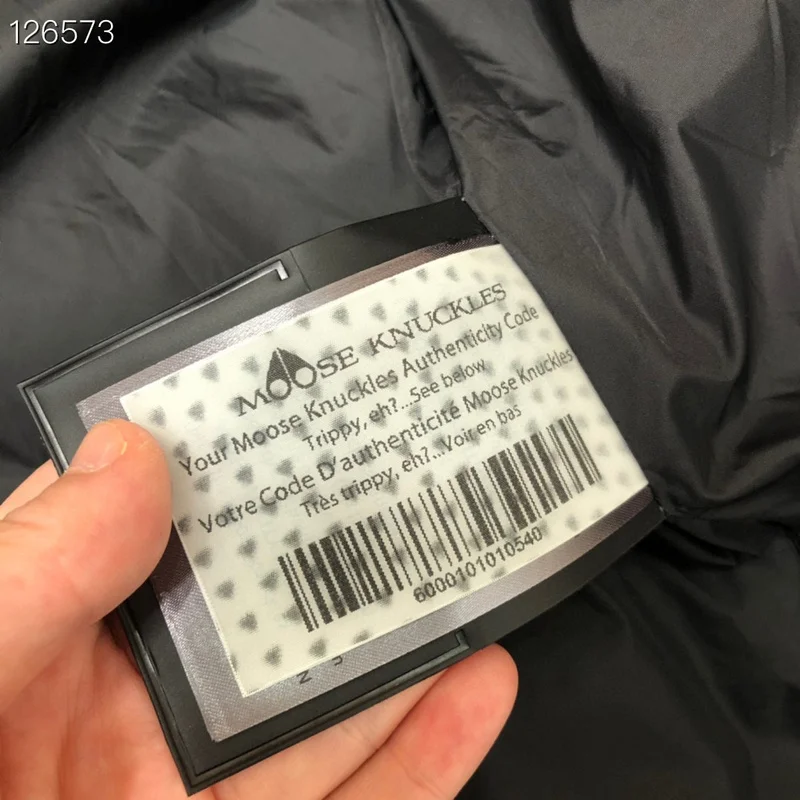 126573
MOOSE KNUCKLES
Your Moose Knuckles Authenticity Code
Trippy, eh?...See below
Votre Code D'authenticité Moose Knuckles
Très trippy, eh?...Voir en bas
6000101010540